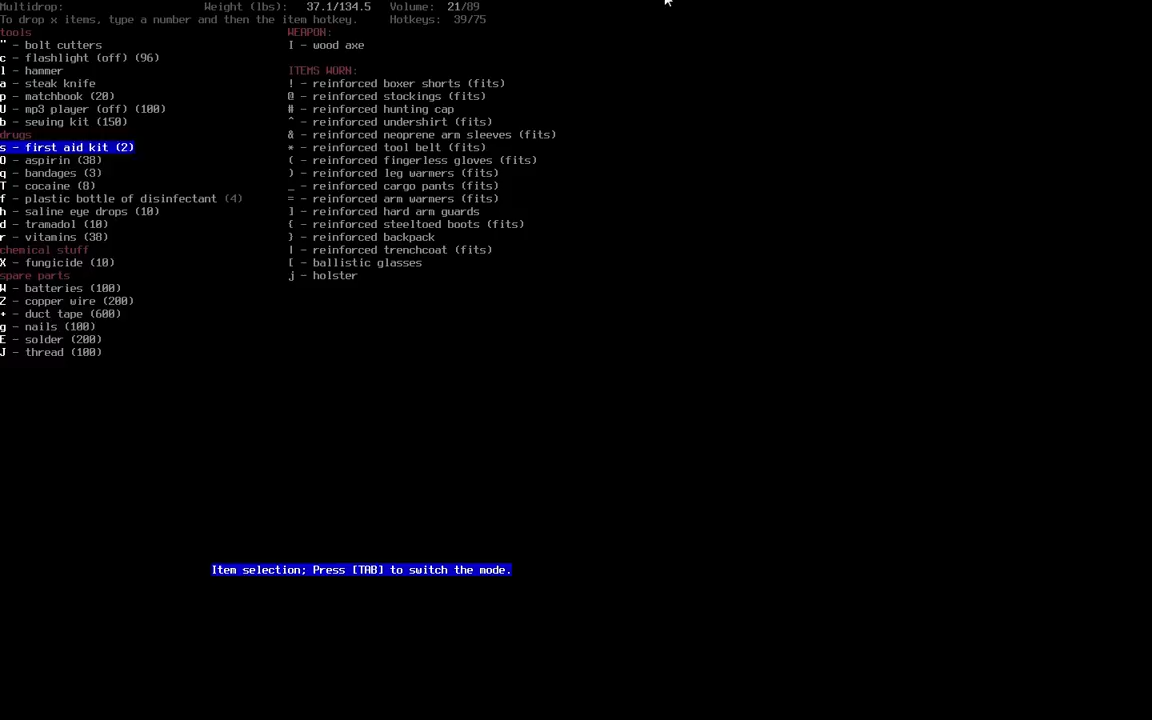 Multidrop: Weight (lbs): 37.1/134.5 Volume: 21/89
To drop x items, type a number and then the item hotkey. Hotkeys: 39/75
tools
" - bolt cutters
c - flashlight (off) (96)
l - hammer
a - steak knife
p - matchbook (20)
U - mp3 player (off) (100)
b - sewing kit (150)
drugs
s - first aid kit (2)
O - aspirin (38)
q - bandages (3)
T - cocaine (8)
f - plastic bottle of disinfectant (4)
h - saline eye drops (10)
d - tramadol (10)
r - vitamins (38)
chemical stuff
X - fungicide (10)
spare parts
W - batteries (100)
Z - copper wire (200)
+ - duct tape (600)
g - nails (100)
E - solder (200)
J - thread (100)
WEAPON:
I - wood axe
ITEMS WORN:
! - reinforced boxer shorts (fits)
@ - reinforced stockings (fits)
# - reinforced hunting cap
^ - reinforced undershirt (fits)
& - reinforced neoprene arm sleeves (fits)
* - reinforced tool belt (fits)
( - reinforced fingerless gloves (fits)
) - reinforced leg warmers (fits)
_ - reinforced cargo pants (fits)
= - reinforced arm warmers (fits)
] - reinforced hard arm guards
{ - reinforced steeltoed boots (fits)
} - reinforced backpack
| - reinforced trenchcoat (fits)
[ - ballistic glasses
j - holster
Item selection; Press [TAB] to switch the mode.